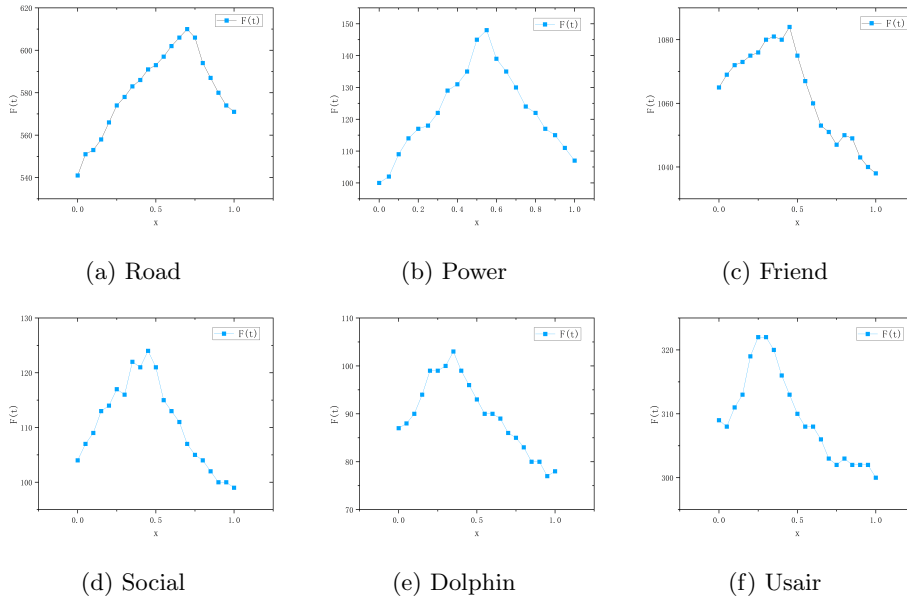 620
600
580
560
540
F(t)
F(t)
0.0 0.5 1.0
x
(a) Road
150
140
130
120
110
100
F(t)
F(t)
0.0 0.2 0.4 0.6 0.8 1.0
x
(b) Power
1080
1060
1040
F(t)
F(t)
0.0 0.5 1.0
x
(c) Friend
130
120
110
100
F(t)
F(t)
0.0 0.5 1.0
x
(d) Social
110
100
90
80
70
F(t)
F(t)
0.0 0.5 1.0
x
(e) Dolphin
320
310
300
F(t)
F(t)
0.0 0.5 1.0
x
(f) Usair